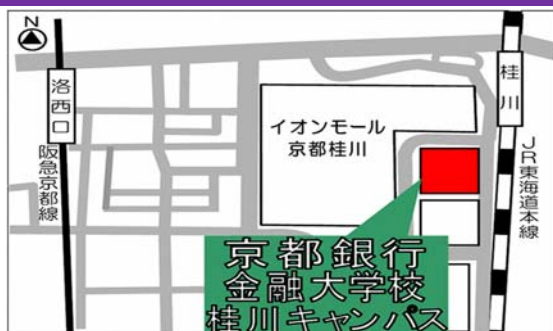 N
洛西口
阪急京都線
イオンモール
京都桂川
桂川
JR東海道本線
京都銀行
金融大学校
桂川キャンパス